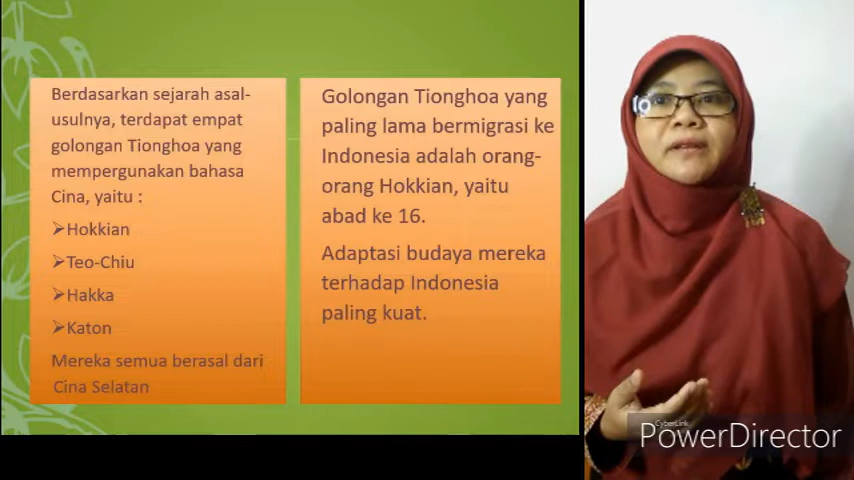 Berdasarkan sejarah asal-
usulnya, terdapat empat
golongan Tionghoa yang
mempergunakan bahasa
Cina, yaitu :
➢Hokkian
➢Teo-Chiu
➢Hakka
➢Katon
Mereka semua berasal dari
Cina Selatan
Golongan Tionghoa yang
paling lama bermigrasi ke
Indonesia adalah orang-
orang Hokkian, yaitu
abad ke 16.
Adaptasi budaya mereka
terhadap Indonesia
paling kuat.
CyberLink
PowerDirector